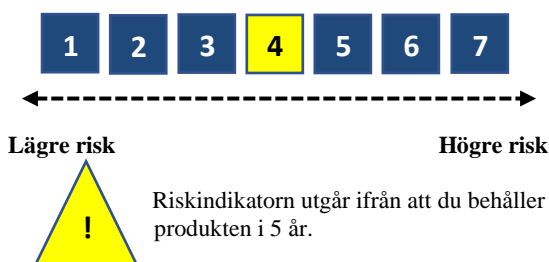 1 2 3 4 5 6 7
Lägre risk Högre risk
! Riskindikatorn utgår ifrån att du behåller
produkten i 5 år.